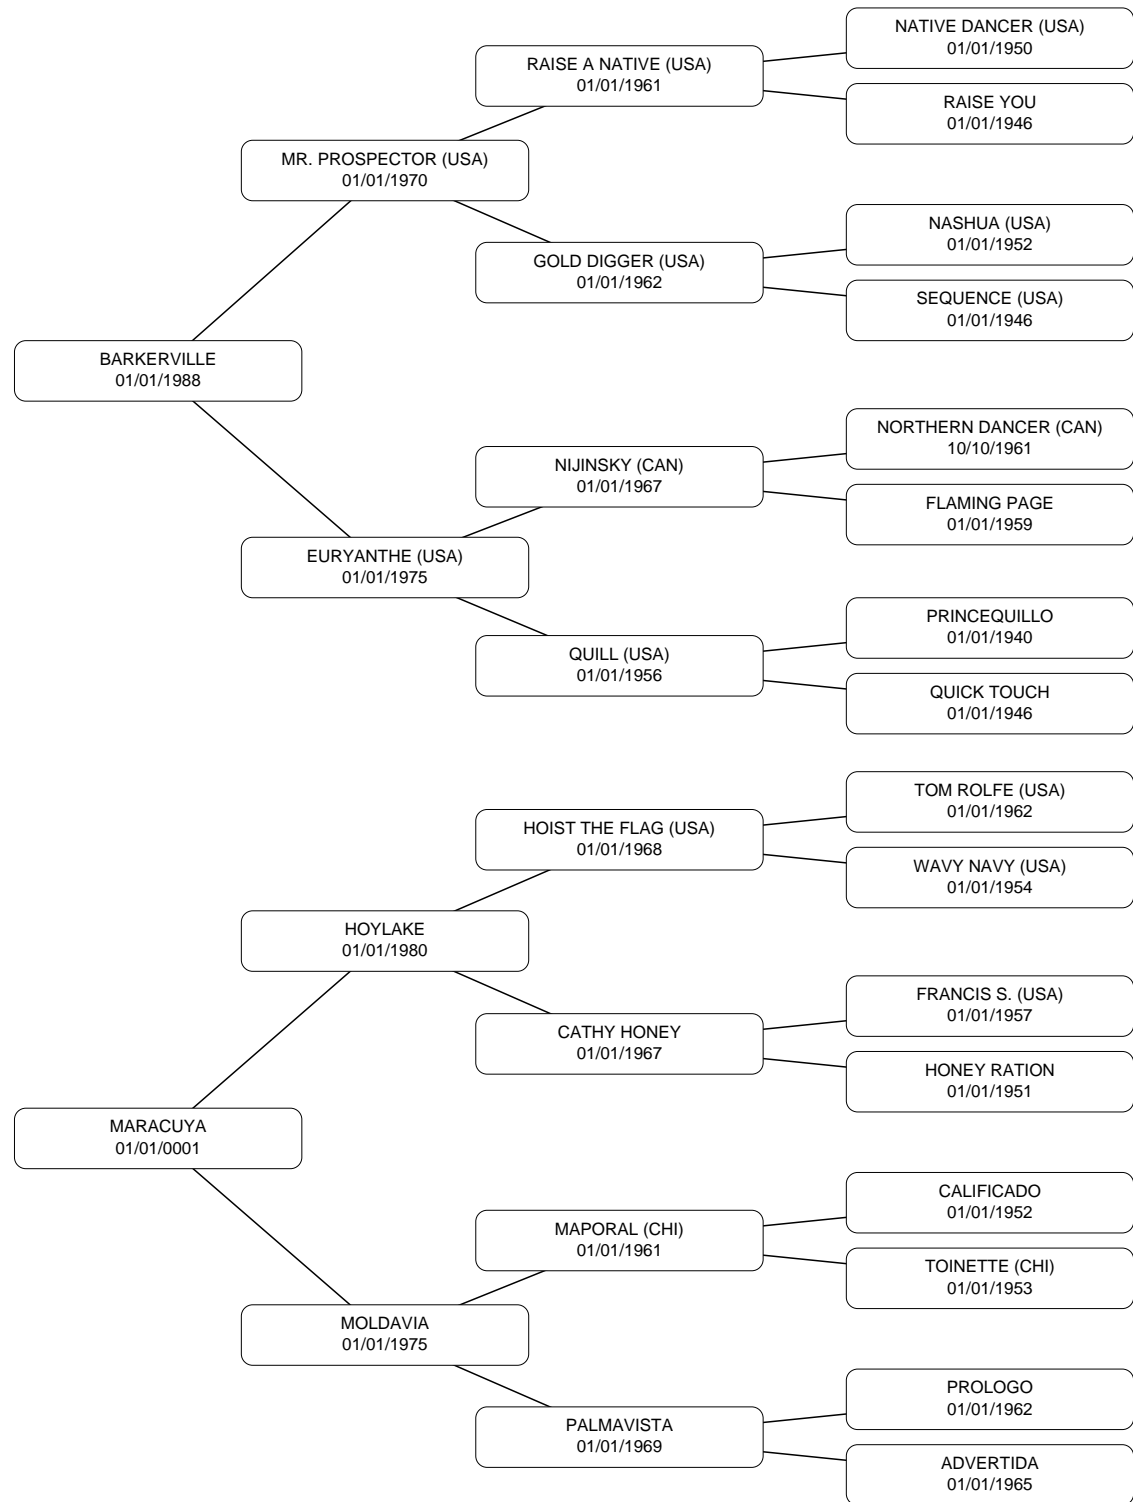 NATIVE DANCER (USA)
01/01/1950
RAISE A NATIVE (USA)
01/01/1961
RAISE YOU
01/01/1946
MR. PROSPECTOR (USA)
01/01/1970
NASHUA (USA)
01/01/1952
GOLD DIGGER (USA)
01/01/1962
SEQUENCE (USA)
01/01/1946
BARKERVILLE
01/01/1988
NORTHERN DANCER (CAN)
10/10/1961
NIJINSKY (CAN)
01/01/1967
FLAMING PAGE
01/01/1959
EURYANTHE (USA)
01/01/1975
PRINCEQUILLO
01/01/1940
QUILL (USA)
01/01/1956
QUICK TOUCH
01/01/1946
TOM ROLFE (USA)
01/01/1962
HOIST THE FLAG (USA)
01/01/1968
WAVY NAVY (USA)
01/01/1954
HOYLAKE
01/01/1980
FRANCIS S. (USA)
01/01/1957
CATHY HONEY
01/01/1967
HONEY RATION
01/01/1951
MARACUYA
01/01/0001
CALIFICADO
01/01/1952
MAPORAL (CHI)
01/01/1961
TOINETTE (CHI)
01/01/1953
MOLDAVIA
01/01/1975
PROLOGO
01/01/1962
PALMAVISTA
01/01/1969
ADVERTIDA
01/01/1965